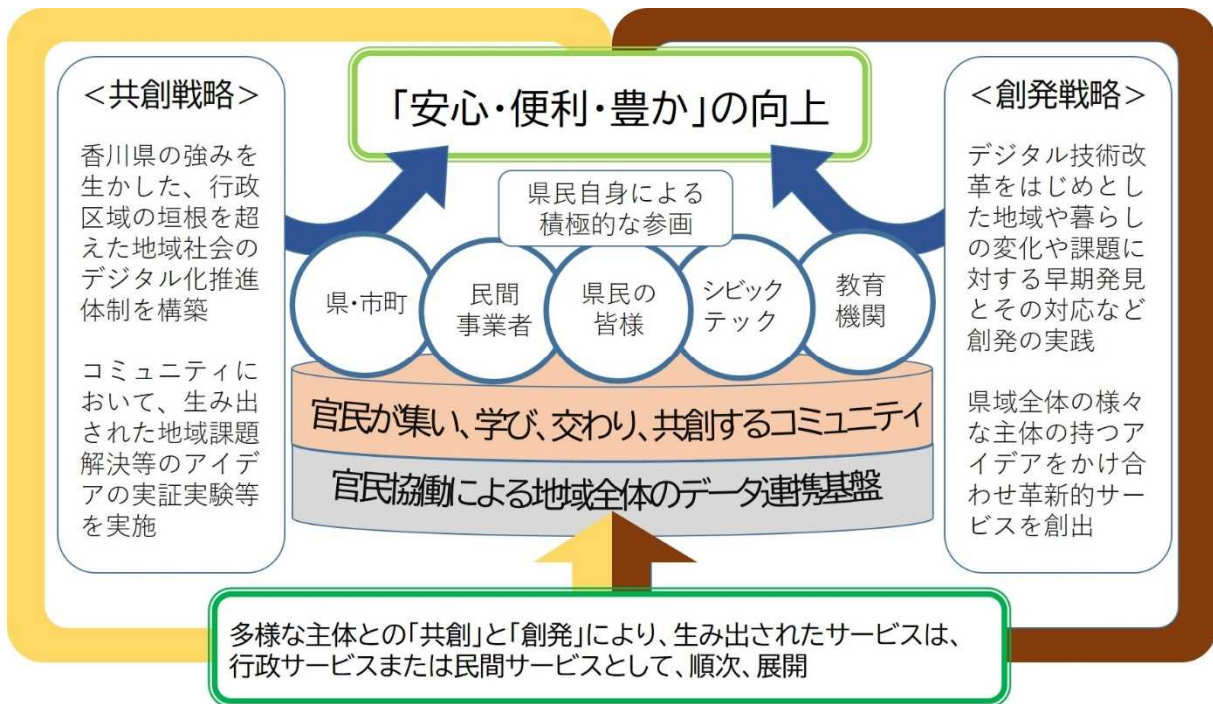 「安心・便利・豊か」の向上
＜共創戦略＞
香川県の強みを
生かした、行政
区域の垣根を超
えた地域社会の
デジタル化推進
体制を構築
コミュニティに
おいて、生み出
された地域課題
解決等のアイデ
アの実証実験等
を実施
県民自身による
積極的な参画
県・市町
民間
事業者
県民の
皆様
シビック
テック
教育
機関
官民が集い、学び、交わり、共創するコミュニティ
官民協働による地域全体のデータ連携基盤
＜創発戦略＞
デジタル技術改
革をはじめとし
た地域や暮らし
の変化や課題に
対する早期発見
とその対応など
創発の実践
県域全体の様々
な主体の持つア
イデアをかけ合
わせ革新的サー
ビスを創出
多様な主体との「共創」と「創発」により、生み出されたサービスは、
行政サービスまたは民間サービスとして、順次、展開